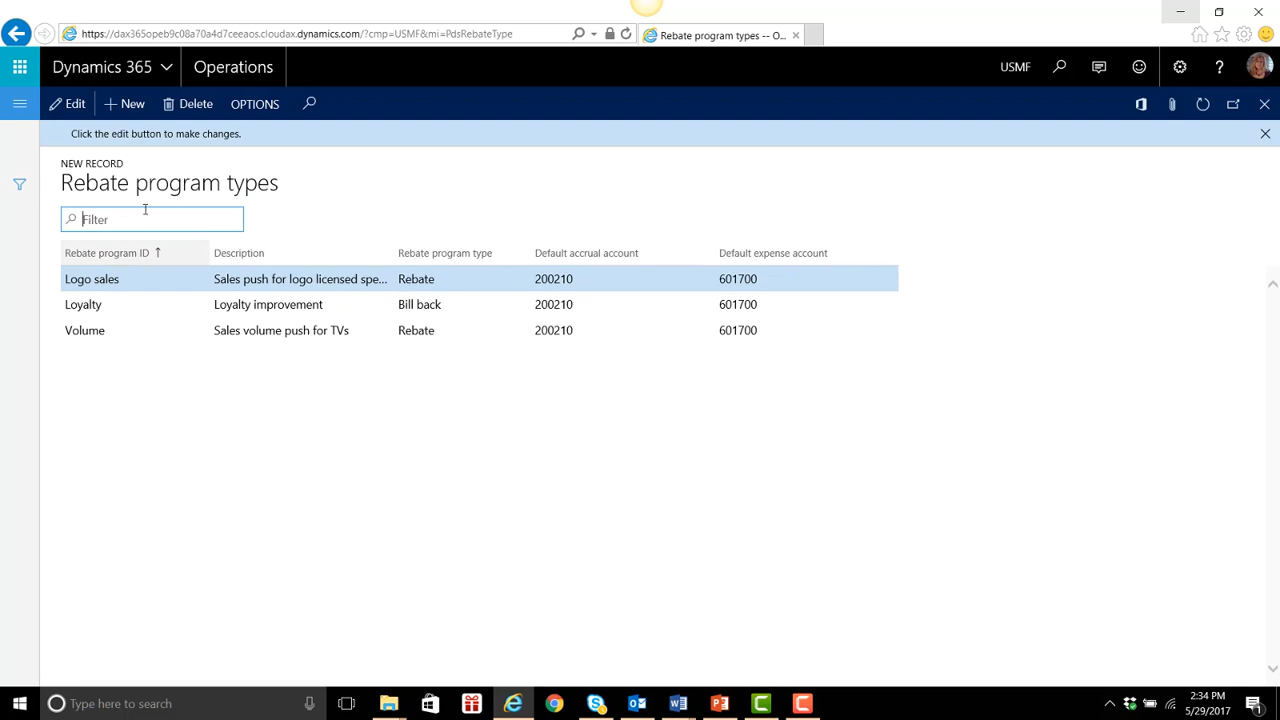 https://dax365opeb9c08a70a4d7ceeaos.cloudax.dynamics.com/?cmp=USMF&mi=PdsRebateType
Rebate program types -- O...
Dynamics 365
Operations
USMF
Edit
New
Delete
OPTIONS
Click the edit button to make changes.
NEW RECORD
Rebate program types
Filter
Rebate program ID Description Rebate program type Default accrual account Default expense account
Logo sales Sales push for logo licensed spe... Rebate 200210 601700
Loyalty Loyalty improvement Bill back 200210 601700
Volume Sales volume push for TVs Rebate 200210 601700
Type here to search
2:34 PM
5/29/2017